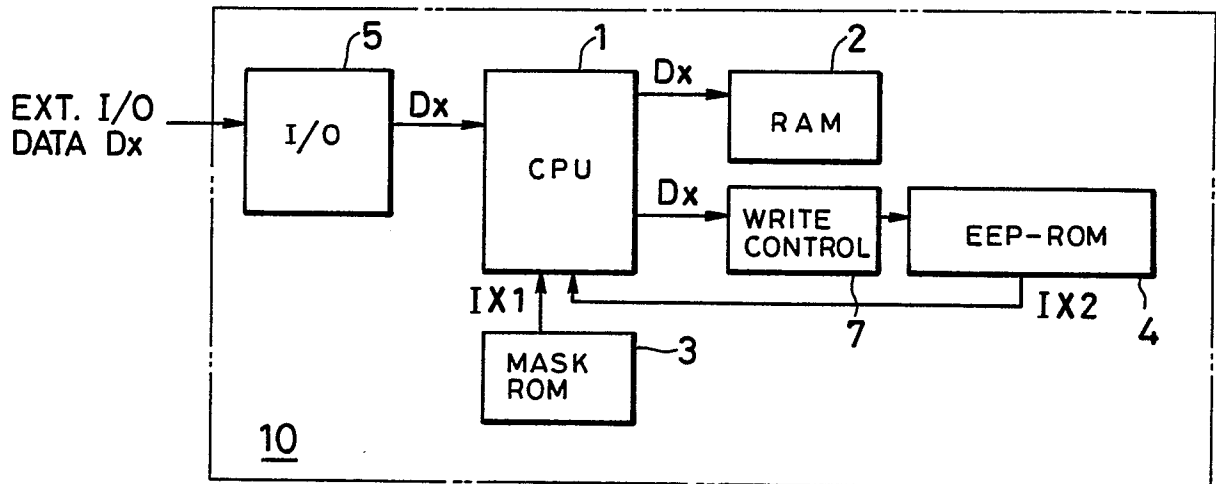 5
1
2
EXT. I/O
DATA Dx
I/O
Dx
CPU
Dx
RAM
Dx
WRITE
CONTROL
EEP-ROM
IX1
IX2
7
4
MASK
ROM
3
10